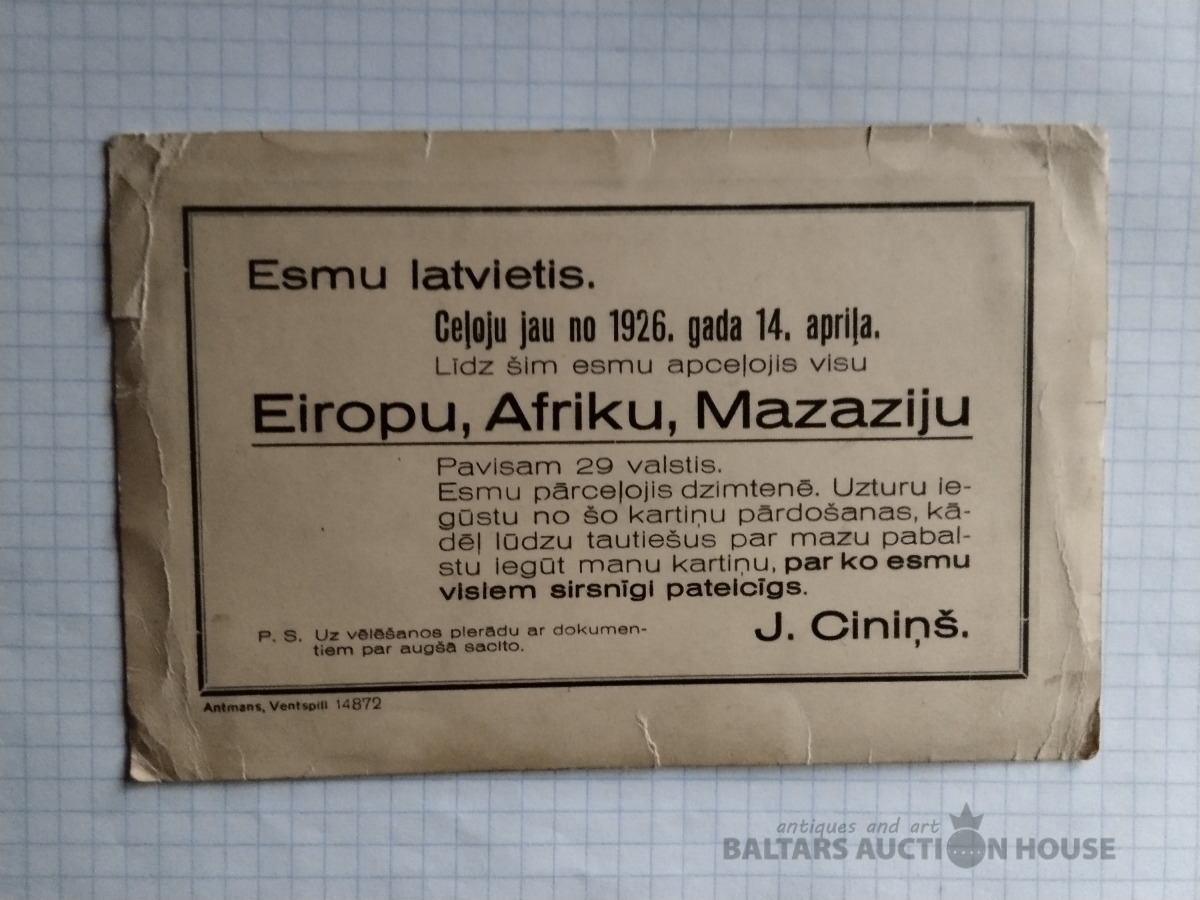 Esmu latvietis.
Ceļoju jau no 1926. gada 14. apriļa.
Līdz šim esmu apceļojis visu
Eiropu, Afriku, Mazaziju
Pavisam 29 valstis.
Esmu pārceļojis dzimtenē. Uzturu ie-
gūstu no šo kartiņu pārdošanas, kā-
dēļ lūdzu tautiešus par mazu pabal-
stu iegūt manu kartiņu, par ko esmu
visiem sirsnīgi pateicīgs.
J. Ciniņš.
P. S. Uz vēlēšanos pierādu ar dokumen-
tiem par augšā sacīto.
Antmans, Ventspilī 14872
antiques and art
BALTARS AUCTION HOUSE